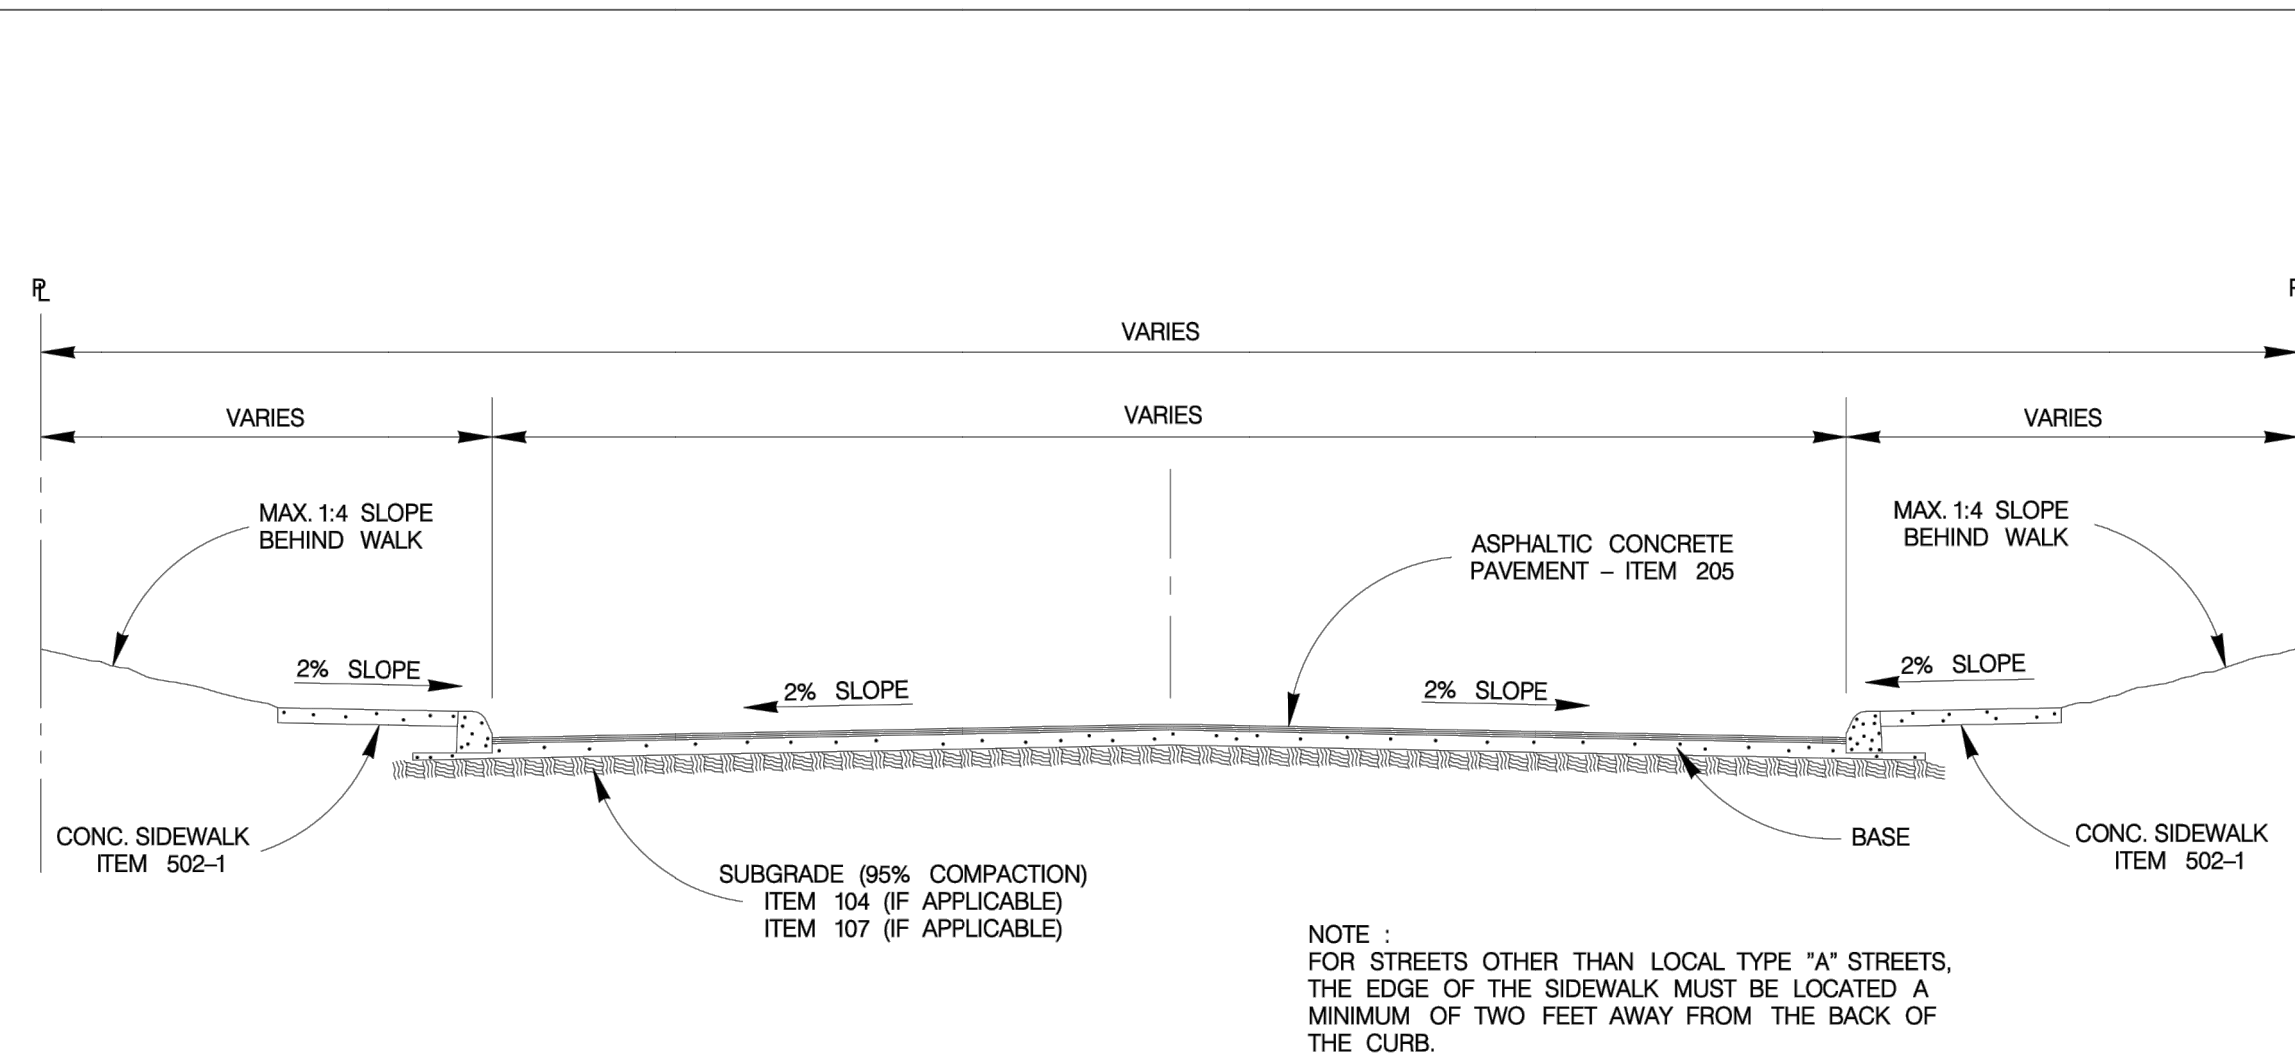 PL
P
VARIES
VARIES
VARIES
VARIES
MAX. 1:4 SLOPE
BEHIND WALK
ASPHALTIC CONCRETE
PAVEMENT – ITEM 205
MAX. 1:4 SLOPE
BEHIND WALK
2% SLOPE
2% SLOPE
2% SLOPE
2% SLOPE
CONC. SIDEWALK
ITEM 502–1
SUBGRADE (95% COMPACTION)
ITEM 104 (IF APPLICABLE)
ITEM 107 (IF APPLICABLE)
BASE
CONC. SIDEWALK
ITEM 502–1
NOTE :
FOR STREETS OTHER THAN LOCAL TYPE "A" STREETS,
THE EDGE OF THE SIDEWALK MUST BE LOCATED A
MINIMUM OF TWO FEET AWAY FROM THE BACK OF
THE CURB.